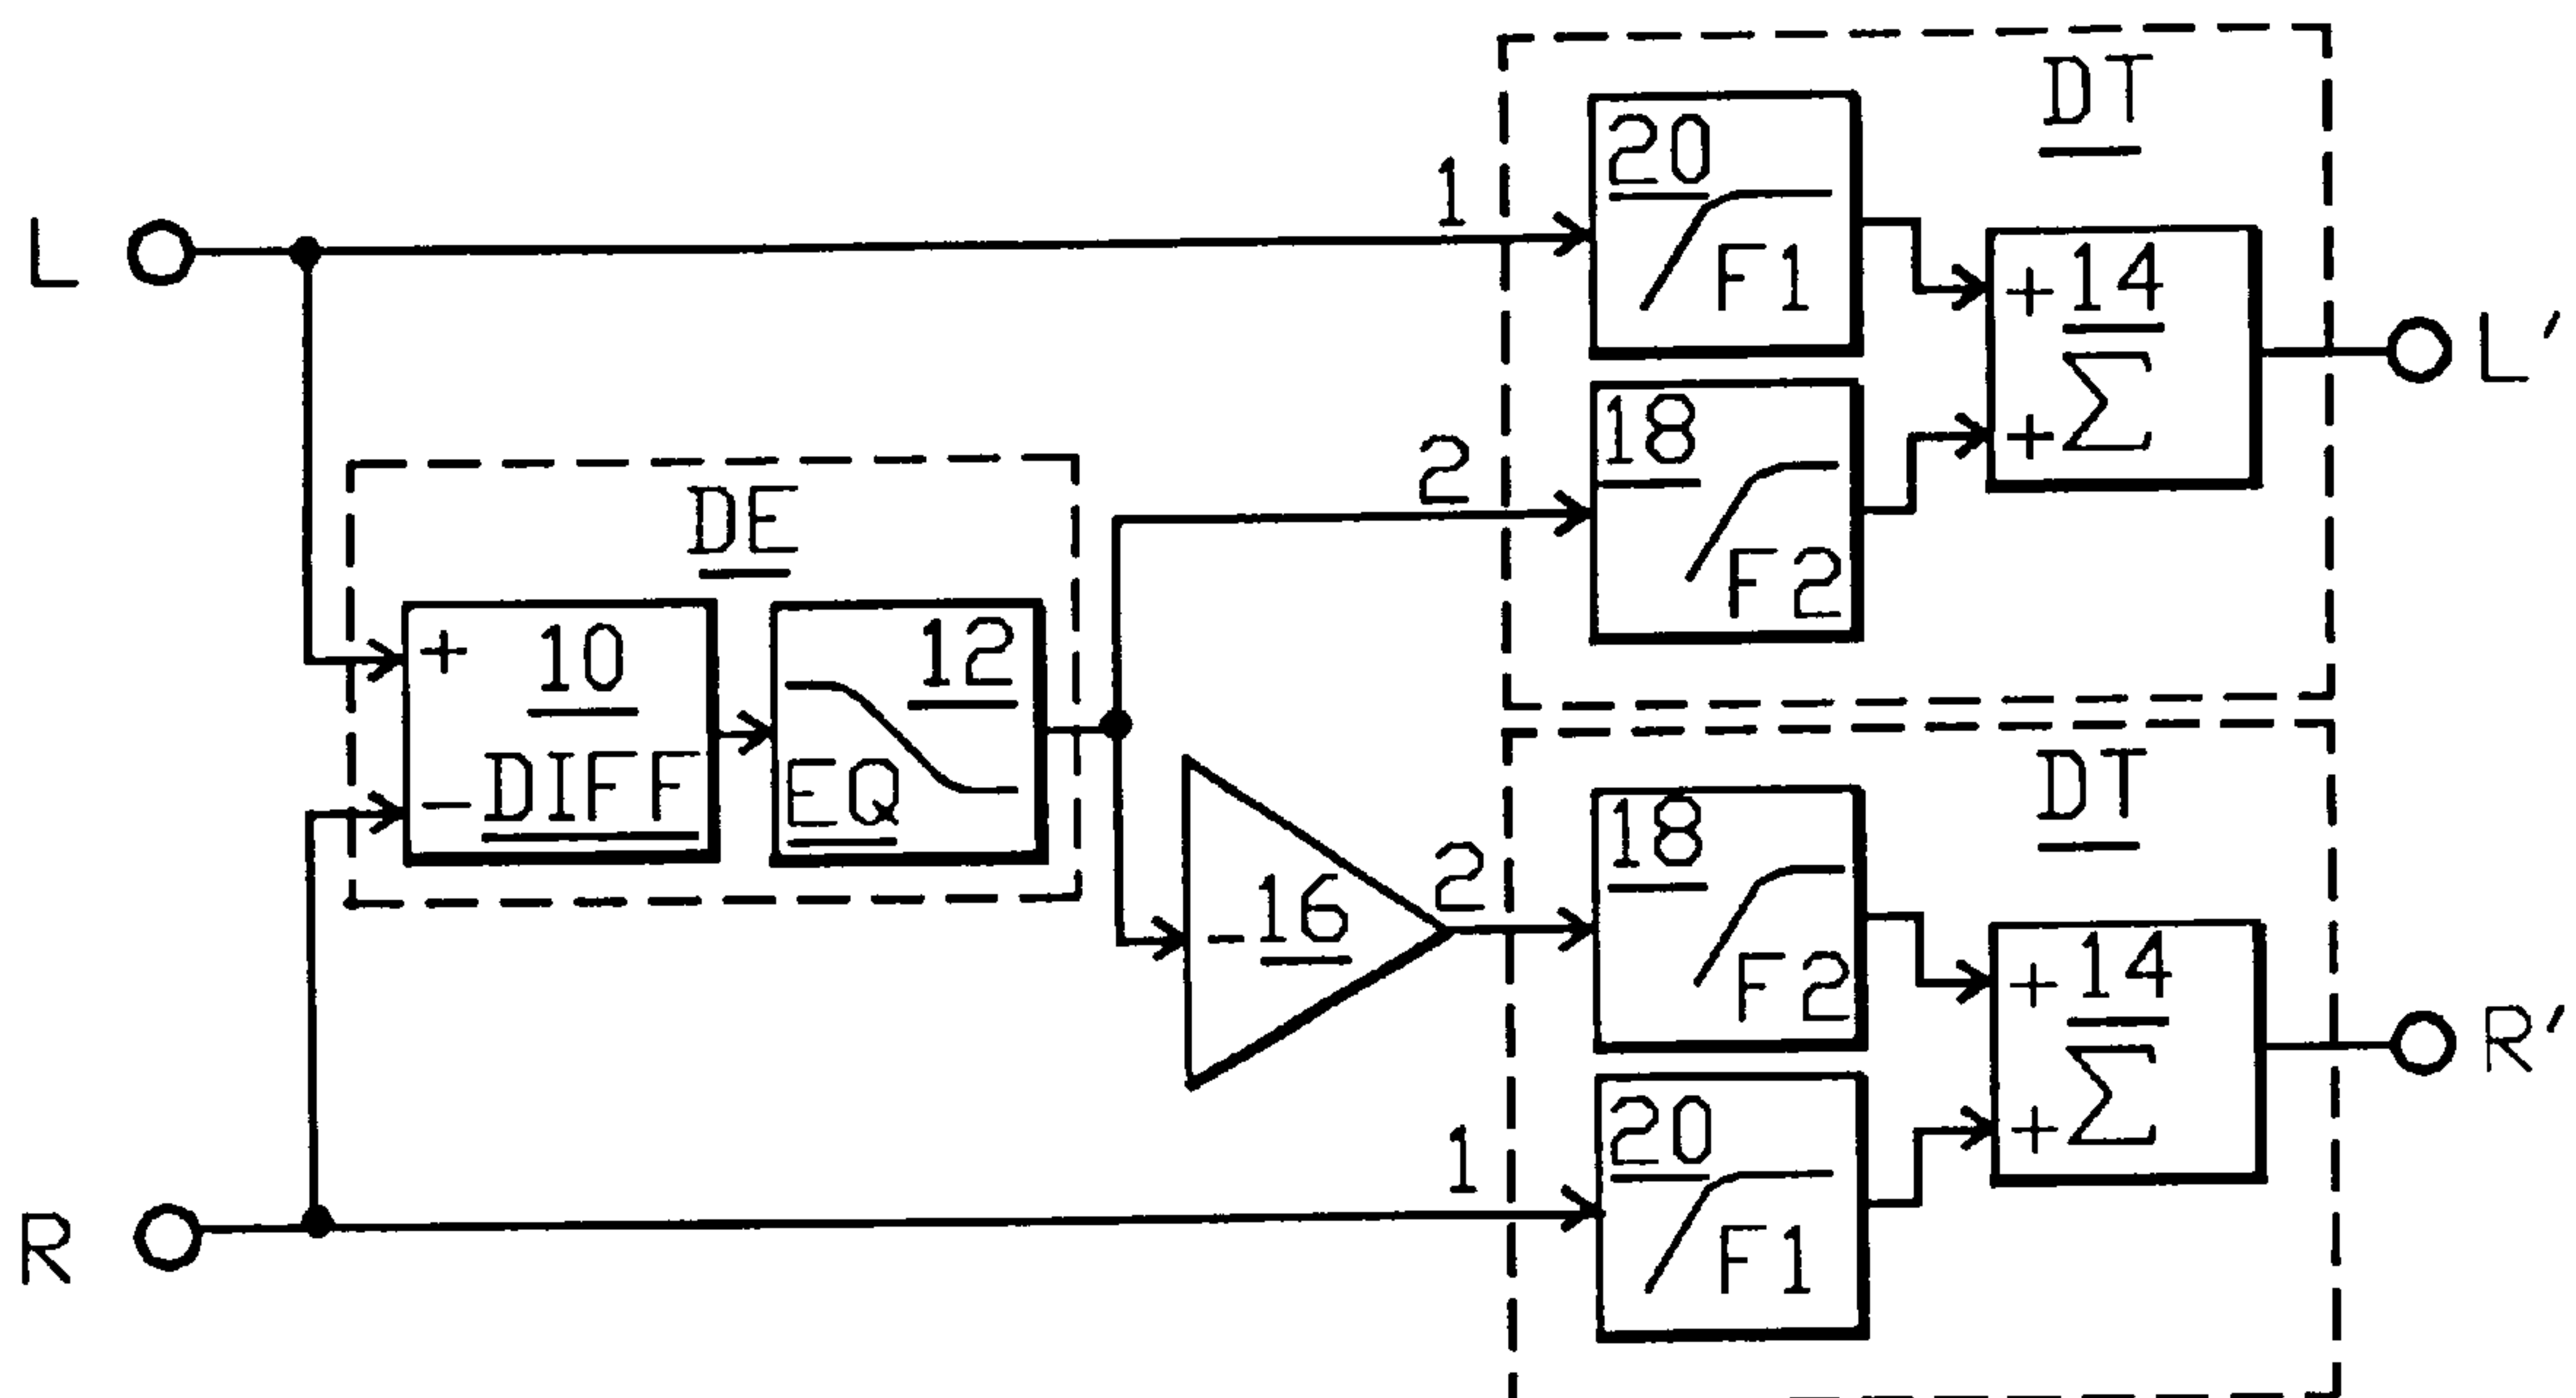 DT
20
1
F1
L
+ 14
Σ
+
L'
18
2
F2
DE
+ 10
- DIFF
12
EQ
DT
18
2
-16
F2
+ 14
Σ
+
R'
20
1
F1
R